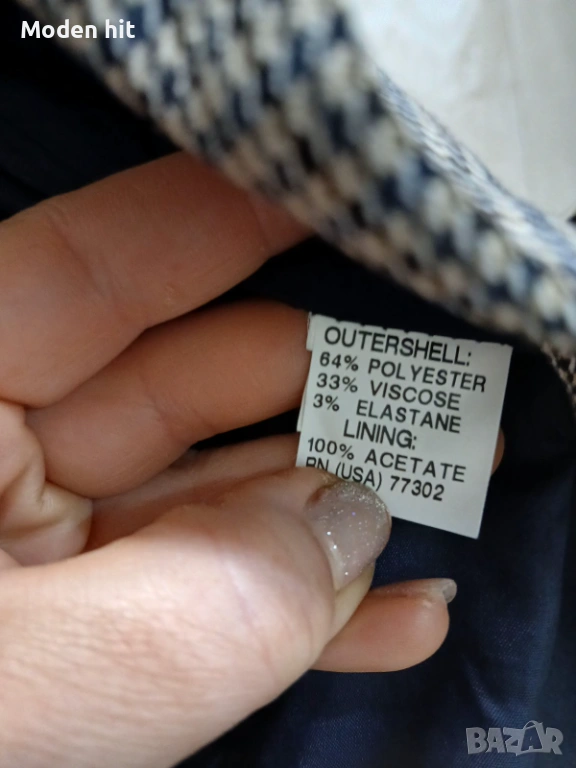 Moden hit
OUTERSHELL:
64% POLYESTER
33% VISCOSE
3% ELASTANE
LINING:
100% ACETATE
RN (USA) 77302
BAZAR